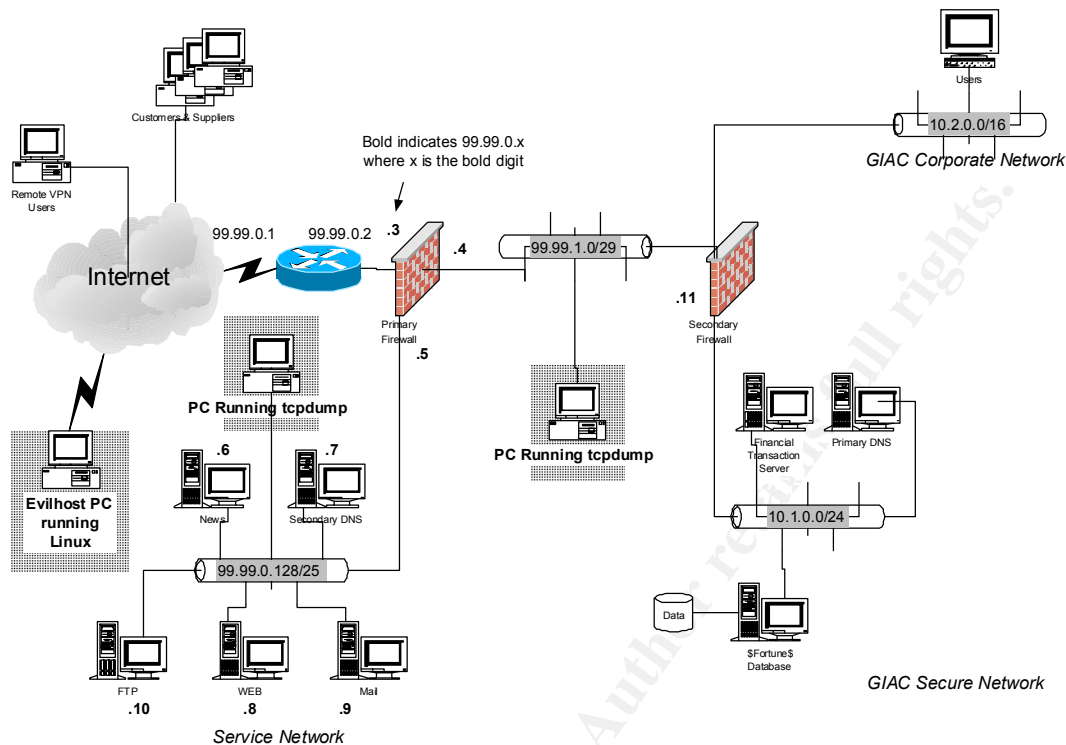 Customers & Suppliers
Users
10.2.0.0/16
GIAC Corporate Network
Bold indicates 99.99.0.x
where x is the bold digit
Remote VPN
Users
99.99.0.1
99.99.0.2
.3
.4
99.99.1.0/29
Internet
.11
Primary
Firewall
Secondary
Firewall
.5
PC Running tcpdump
PC Running tcpdump
.6
.7
Financial
Transaction
Server
Primary DNS
Evilhost PC
running
Linux
News
Secondary DNS
10.1.0.0/24
99.99.0.128/25
Data
$Fortune$
Database
FTP
WEB
Mail
.10
.8
.9
GIAC Secure Network
Service Network
Author retains full rights.